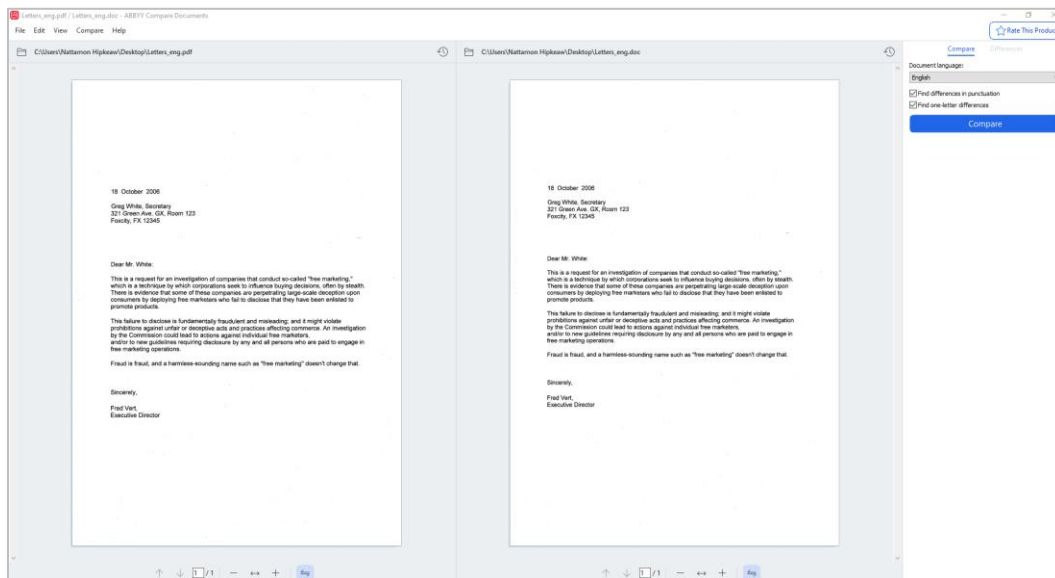 Letters_eng.pdf / Letters_eng.doc - ABBYY Compare Documents
File Edit View Compare Help
Rate This Produc
C:\Users\Nattamon Hipkeaw\Desktop\Letters_eng.pdf
C:\Users\Nattamon Hipkeaw\Desktop\Letters_eng.doc
Compare Differences
Document language:
English
Find differences in punctuation
Find one-letter differences
Compare
18 October 2006
Greg White, Secretary
321 Green Ave. GX, Room 123
Foxcity, FX 12345
Dear Mr. White:
This is a request for an investigation of companies that conduct so-called "free marketing,"
which is a technique by which corporations seek to influence buying decisions, often by stealth.
There is evidence that some of these companies are perpetrating large-scale deception upon
consumers by deploying free marketers who fail to disclose that they have been enlisted to
promote products.
This failure to disclose is fundamentally fraudulent and misleading; and it might violate
prohibitions against unfair or deceptive acts and practices affecting commerce. An investigation
by the Commission could lead to actions against individual free marketers.
and/or to new guidelines requiring disclosure by any and all persons who are paid to engage in
free marketing operations.
Fraud is fraud, and a harmless-sounding name such as "free marketing" doesn't change that.
Sincerely,
Fred Vert,
Executive Director
1 / 1
18 October 2006
Greg White, Secretary
321 Green Ave. GX, Room 123
Foxcity, FX 12345
Dear Mr. White:
This is a request for an investigation of companies that conduct so-called "free marketing,"
which is a technique by which corporations seek to influence buying decisions, often by stealth.
There is evidence that some of these companies are perpetrating large-scale deception upon
consumers by deploying free marketers who fail to disclose that they have been enlisted to
promote products.
This failure to disclose is fundamentally fraudulent and misleading; and it might violate
prohibitions against unfair or deceptive acts and practices affecting commerce. An investigation
by the Commission could lead to actions against individual free marketers.
and/or to new guidelines requiring disclosure by any and all persons who are paid to engage in
free marketing operations.
Fraud is fraud, and a harmless-sounding name such as "free marketing" doesn't change that.
Sincerely,
Fred Vert,
Executive Director
1 / 1